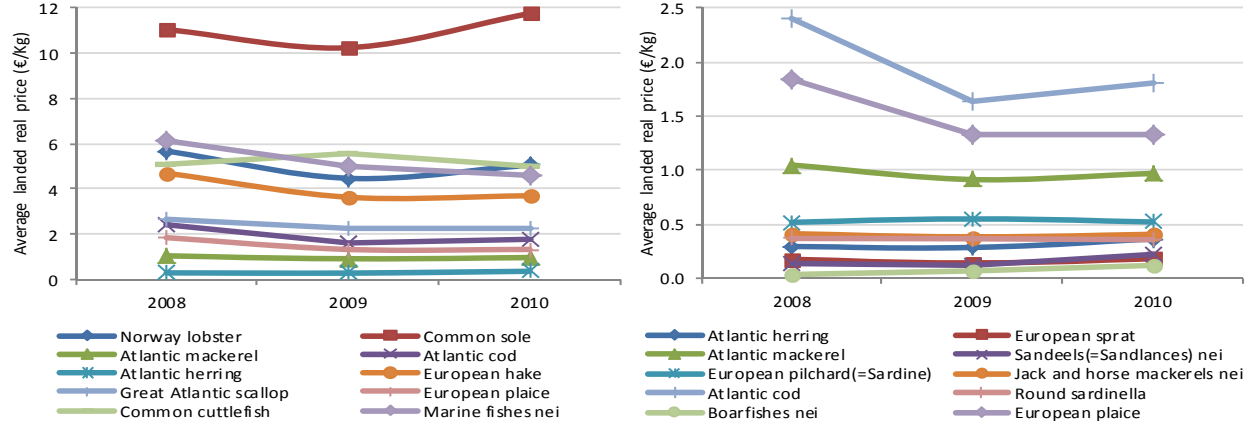 Average landed real price (€/Kg)
12
10
8
6
4
2
0
2008 2009 2010
Norway lobster Common sole
Atlantic mackerel Atlantic cod
Atlantic herring European hake
Great Atlantic scallop European plaice
Common cuttlefish Marine fishes nei
Average landed real price (€/Kg)
2.5
2.0
1.5
1.0
0.5
0.0
2008 2009 2010
Atlantic herring European sprat
Atlantic mackerel Sandeels(=Sandlances) nei
European pilchard(=Sardine) Jack and horse mackerels nei
Atlantic cod Round sardinella
Boarfishes nei European plaice